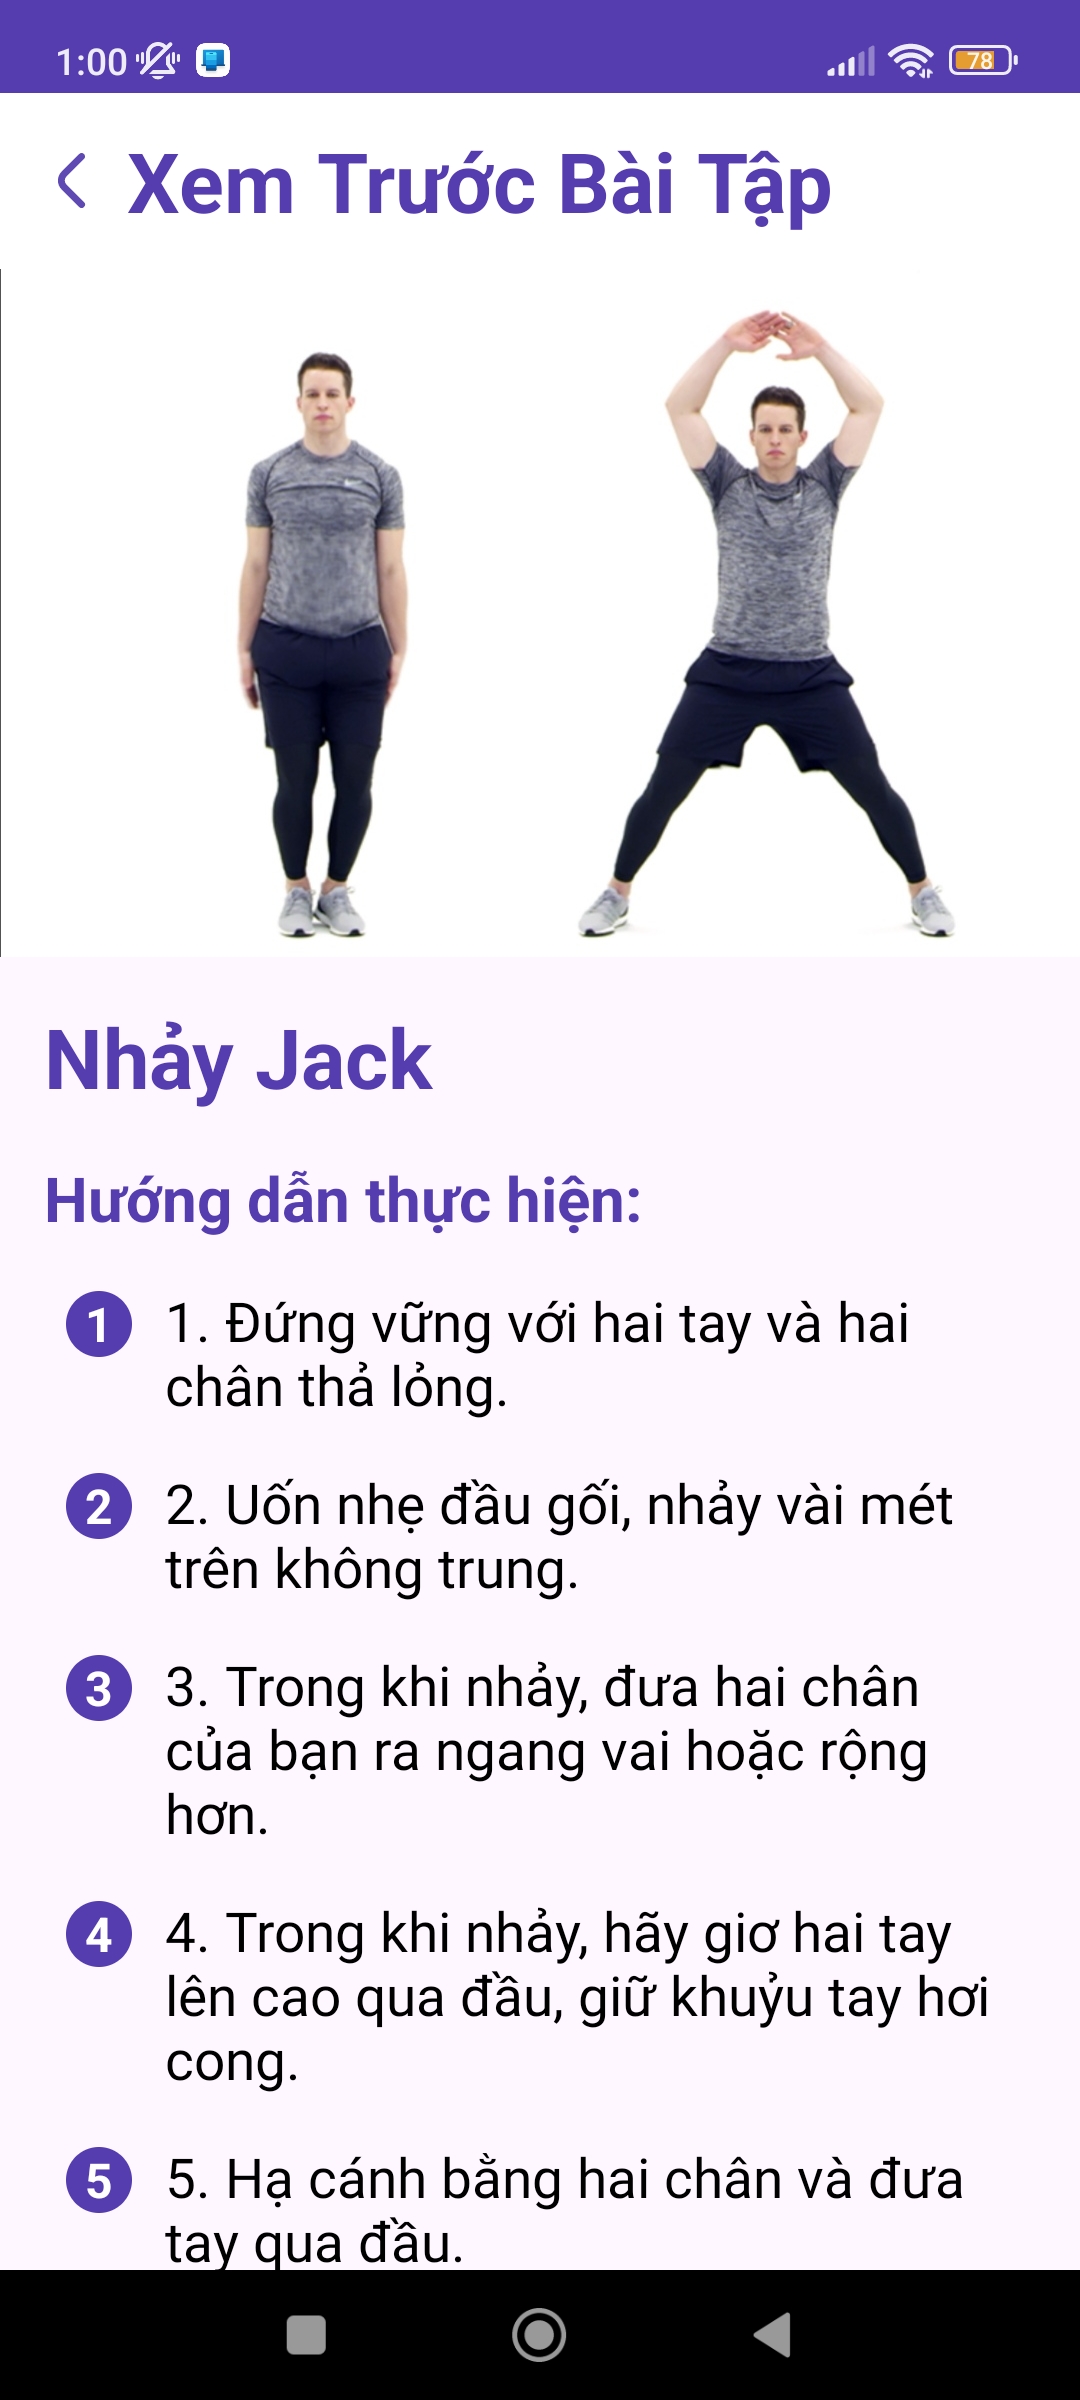 1:00
78
Xem Trước Bài Tập
Nhảy Jack
Hướng dẫn thực hiện:
1 1. Đứng vững với hai tay và hai
chân thả lỏng.
2 2. Uốn nhẹ đầu gối, nhảy vài mét
trên không trung.
3 3. Trong khi nhảy, đưa hai chân
của bạn ra ngang vai hoặc rộng
hơn.
4 4. Trong khi nhảy, hãy giơ hai tay
lên cao qua đầu, giữ khuỷu tay hơi
cong.
5 5. Hạ cánh bằng hai chân và đưa
tay qua đầu.